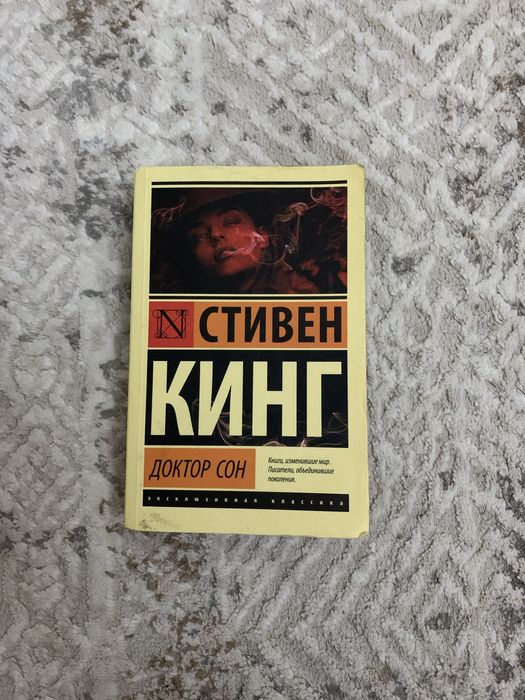 N
СТИВЕН
КИНГ
ДОКТОР СОН
Книги, изменившие мир.
Писатели, объединившие
поколения.
эксклюзивная классика